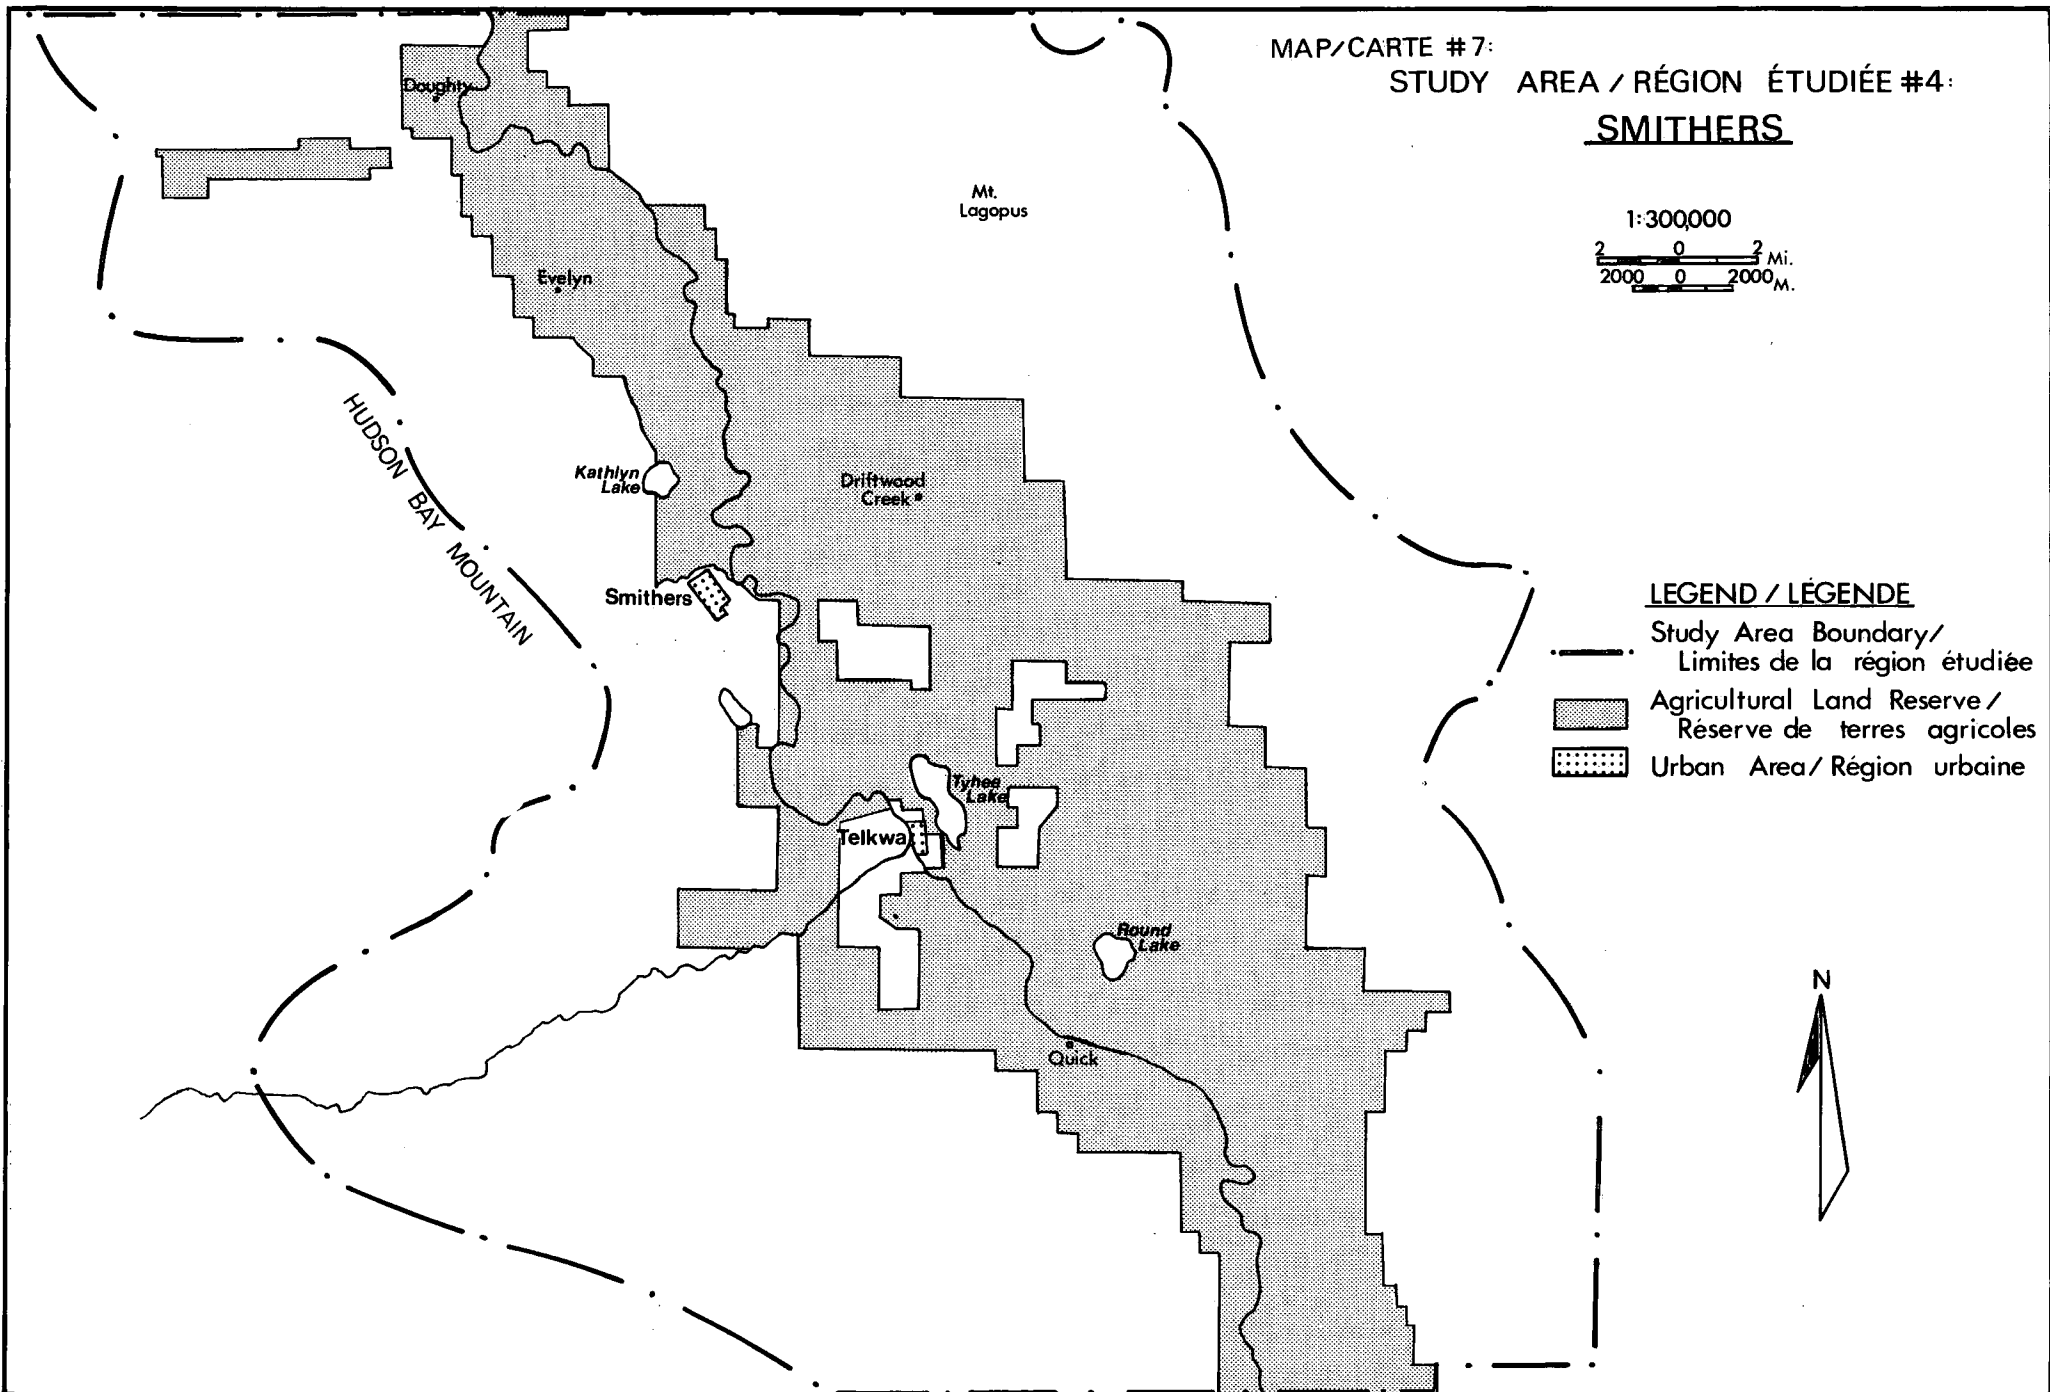 MAP/CARTE #7:
STUDY AREA / RÉGION ÉTUDIÉE #4:
SMITHERS
1:300,000
2 0 2 Mi.
2000 0 2000 M.
Doughty
Mt.
Lagopus
Evelyn
HUDSON BAY MOUNTAIN
Kathlyn
Lake
Driftwood
Creek
Smithers
LEGEND / LÉGENDE
Study Area Boundary/
Limites de la région étudiée
Agricultural Land Reserve/
Réserve de terres agricoles
Urban Area/Région urbaine
Tyhee
Lake
Telkwa
Round
Lake
Quick
N